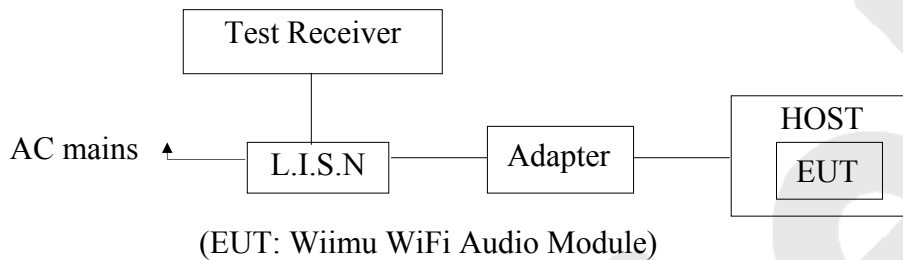 Test Receiver
AC mains
L.I.S.N
Adapter
HOST
EUT
(EUT: Wiimu WiFi Audio Module)